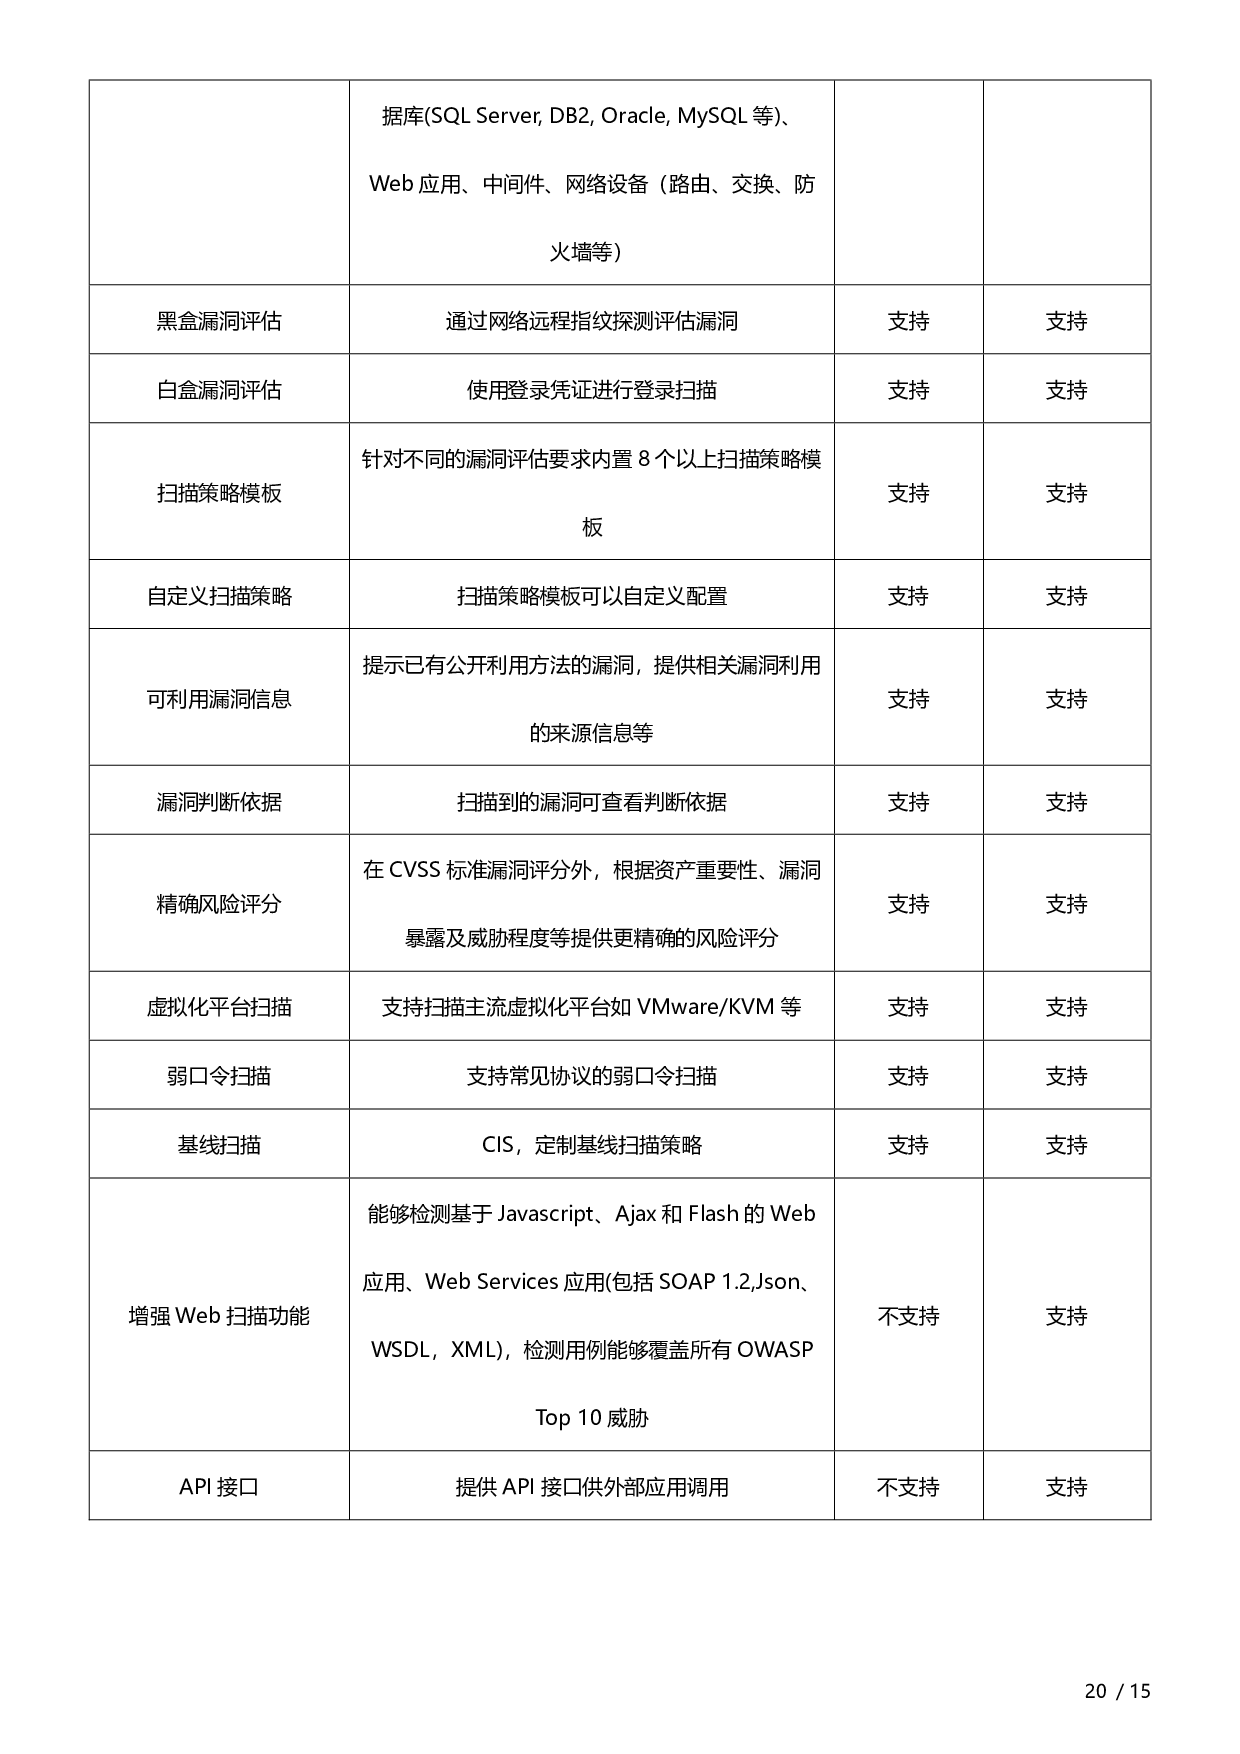 据库(SQL Server, DB2, Oracle, MySQL 等)、
Web 应用、中间件、网络设备（路由、交换、防
火墙等）
黑盒漏洞评估 通过网络远程指纹探测评估漏洞 支持 支持
白盒漏洞评估 使用登录凭证进行登录扫描 支持 支持
针对不同的漏洞评估要求内置 8 个以上扫描策略模
扫描策略模板 支持 支持
板
自定义扫描策略 扫描策略模板可以自定义配置 支持 支持
提示已有公开利用方法的漏洞，提供相关漏洞利用
可利用漏洞信息 支持 支持
的来源信息等
漏洞判断依据 扫描到的漏洞可查看判断依据 支持 支持
在 CVSS 标准漏洞评分外，根据资产重要性、漏洞
精确风险评分 支持 支持
暴露及威胁程度等提供更精确的风险评分
虚拟化平台扫描 支持扫描主流虚拟化平台如 VMware/KVM 等 支持 支持
弱口令扫描 支持常见协议的弱口令扫描 支持 支持
基线扫描 CIS，定制基线扫描策略 支持 支持
能够检测基于 Javascript、Ajax 和 Flash 的 Web
应用、Web Services 应用(包括 SOAP 1.2,Json、
增强 Web 扫描功能 不支持 支持
WSDL，XML)，检测用例能够覆盖所有 OWASP
Top 10 威胁
API 接口 提供 API 接口供外部应用调用 不支持 支持
20 / 15